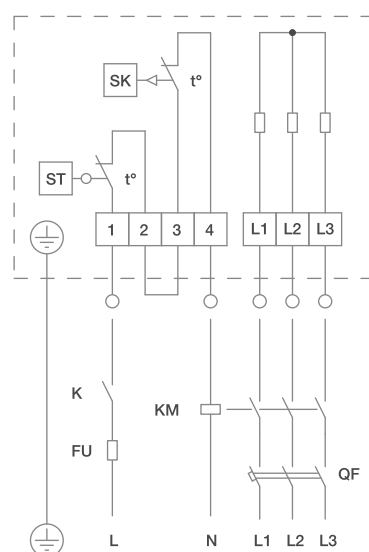 SK t°
ST t°
1 2 3 4 L1 L2 L3
K
KM
FU
QF
L N L1 L2 L3